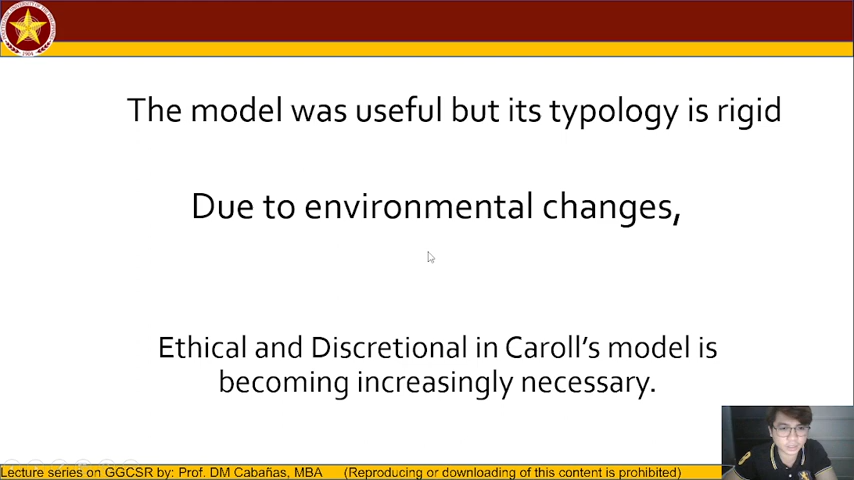 The model was useful but its typology is rigid
Due to environmental changes,
Ethical and Discretional in Caroll's model is
becoming increasingly necessary.
Lecture series on GGCSR by: Prof. DM Cabañas, MBA (Reproducing or downloading of this content is prohibited)